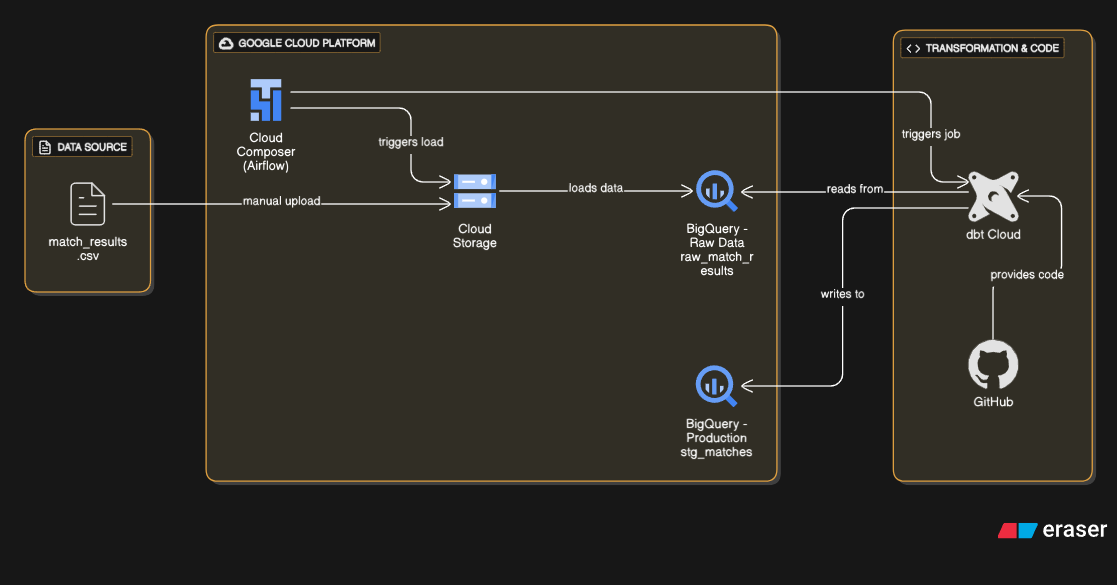 GOOGLE CLOUD PLATFORM
TRANSFORMATION & CODE
DATA SOURCE
match_results
.csv
Cloud
Composer
(Airflow)
triggers load
triggers job
manual upload
Cloud
Storage
loads data
BigQuery -
Raw Data
raw_match_r
esults
reads from
dbt Cloud
writes to
provides code
GitHub
BigQuery -
Production
stg_matches
eraser